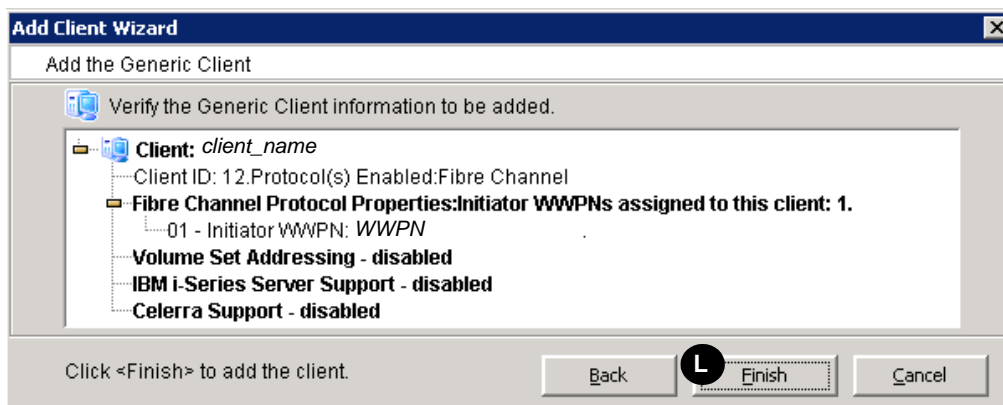 Add Client Wizard
Add the Generic Client
Verify the Generic Client information to be added.
Client: client_name
Client ID: 12.Protocol(s) Enabled:Fibre Channel
Fibre Channel Protocol Properties:Initiator WWPNs assigned to this client: 1.
01 - Initiator WWPN: WWPN .
Volume Set Addressing - disabled
IBM i-Series Server Support - disabled
Celerra Support - disabled
Click <Finish> to add the client.
Back
L
Finish
Cancel